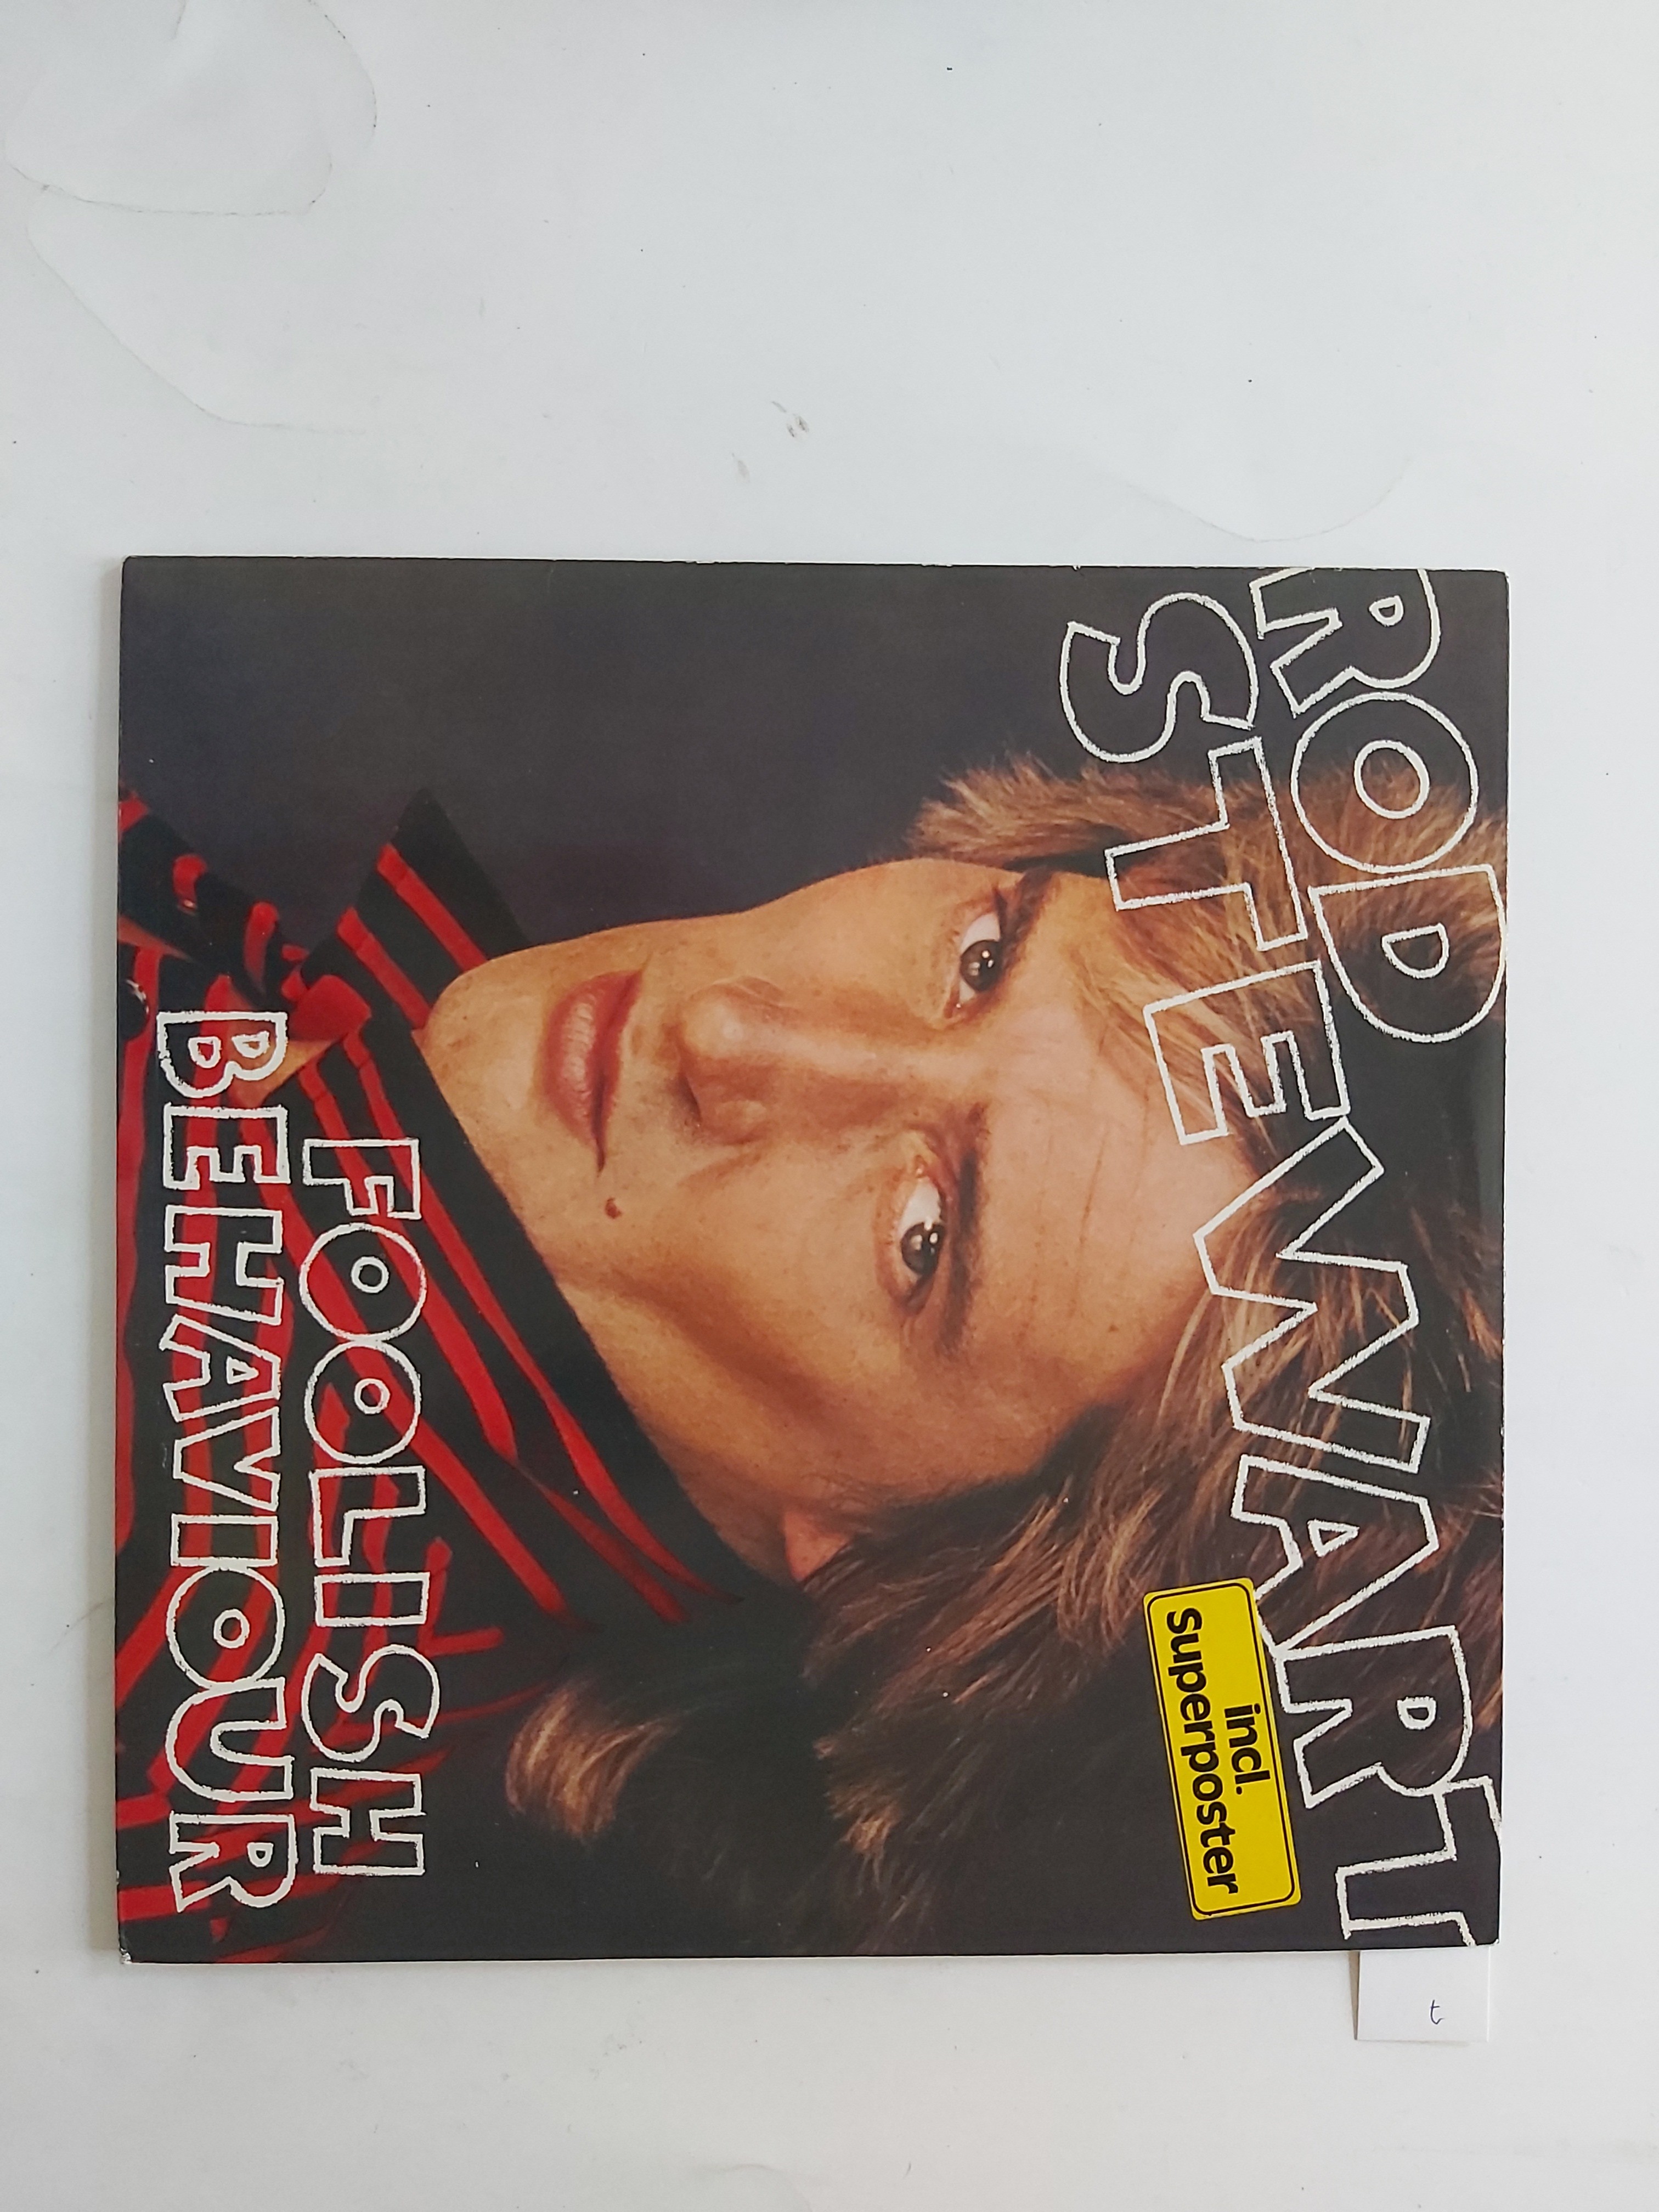 ROD
STEWART
incl.
Superposter
FOOLISH
BEHAVIOUR
t